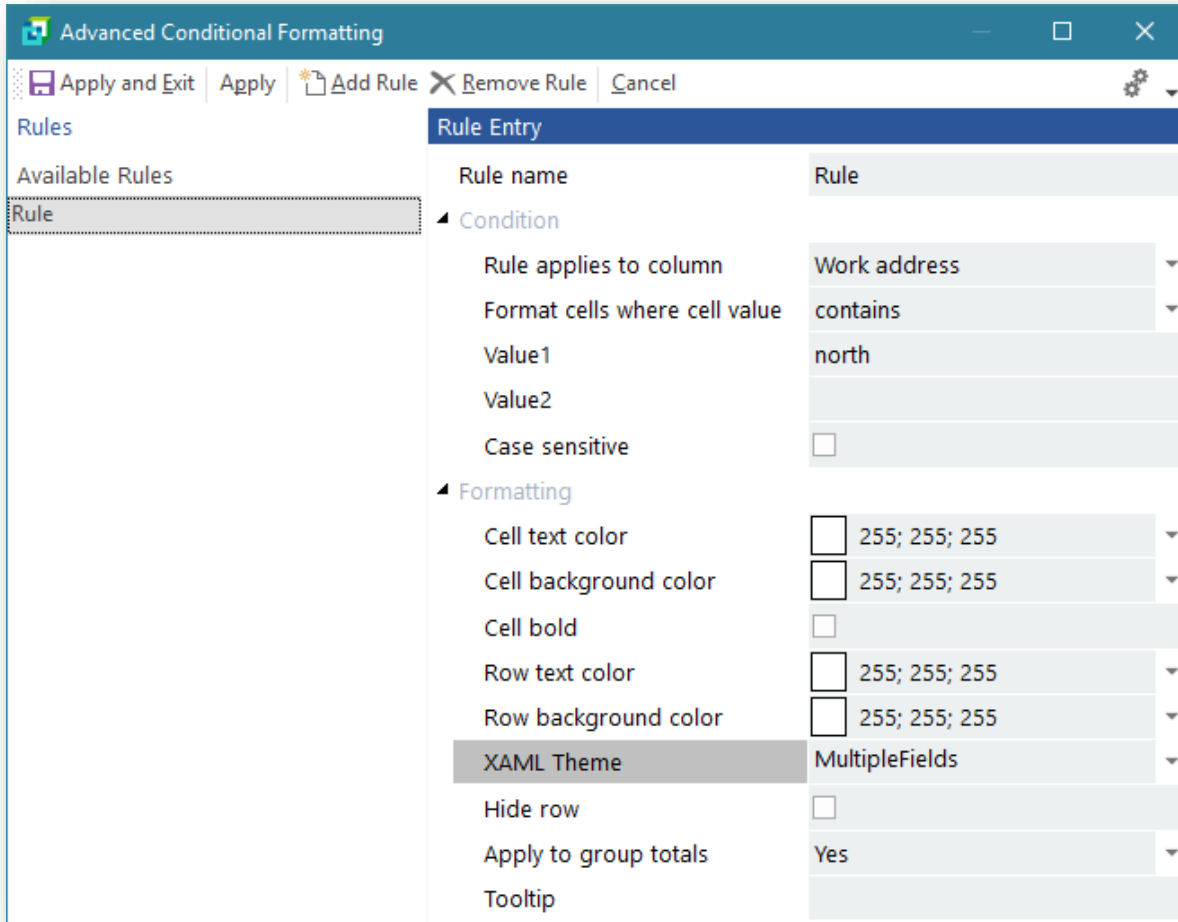 Advanced Conditional Formatting
Apply and Exit Apply Add Rule Remove Rule Cancel
Rules
Available Rules
Rule
Rule Entry
Rule name Rule
Condition
Rule applies to column Work address
Format cells where cell value contains
Value1 north
Value2
Case sensitive
Formatting
Cell text color 255; 255; 255
Cell background color 255; 255; 255
Cell bold
Row text color 255; 255; 255
Row background color 255; 255; 255
XAML Theme MultipleFields
Hide row
Apply to group totals Yes
Tooltip